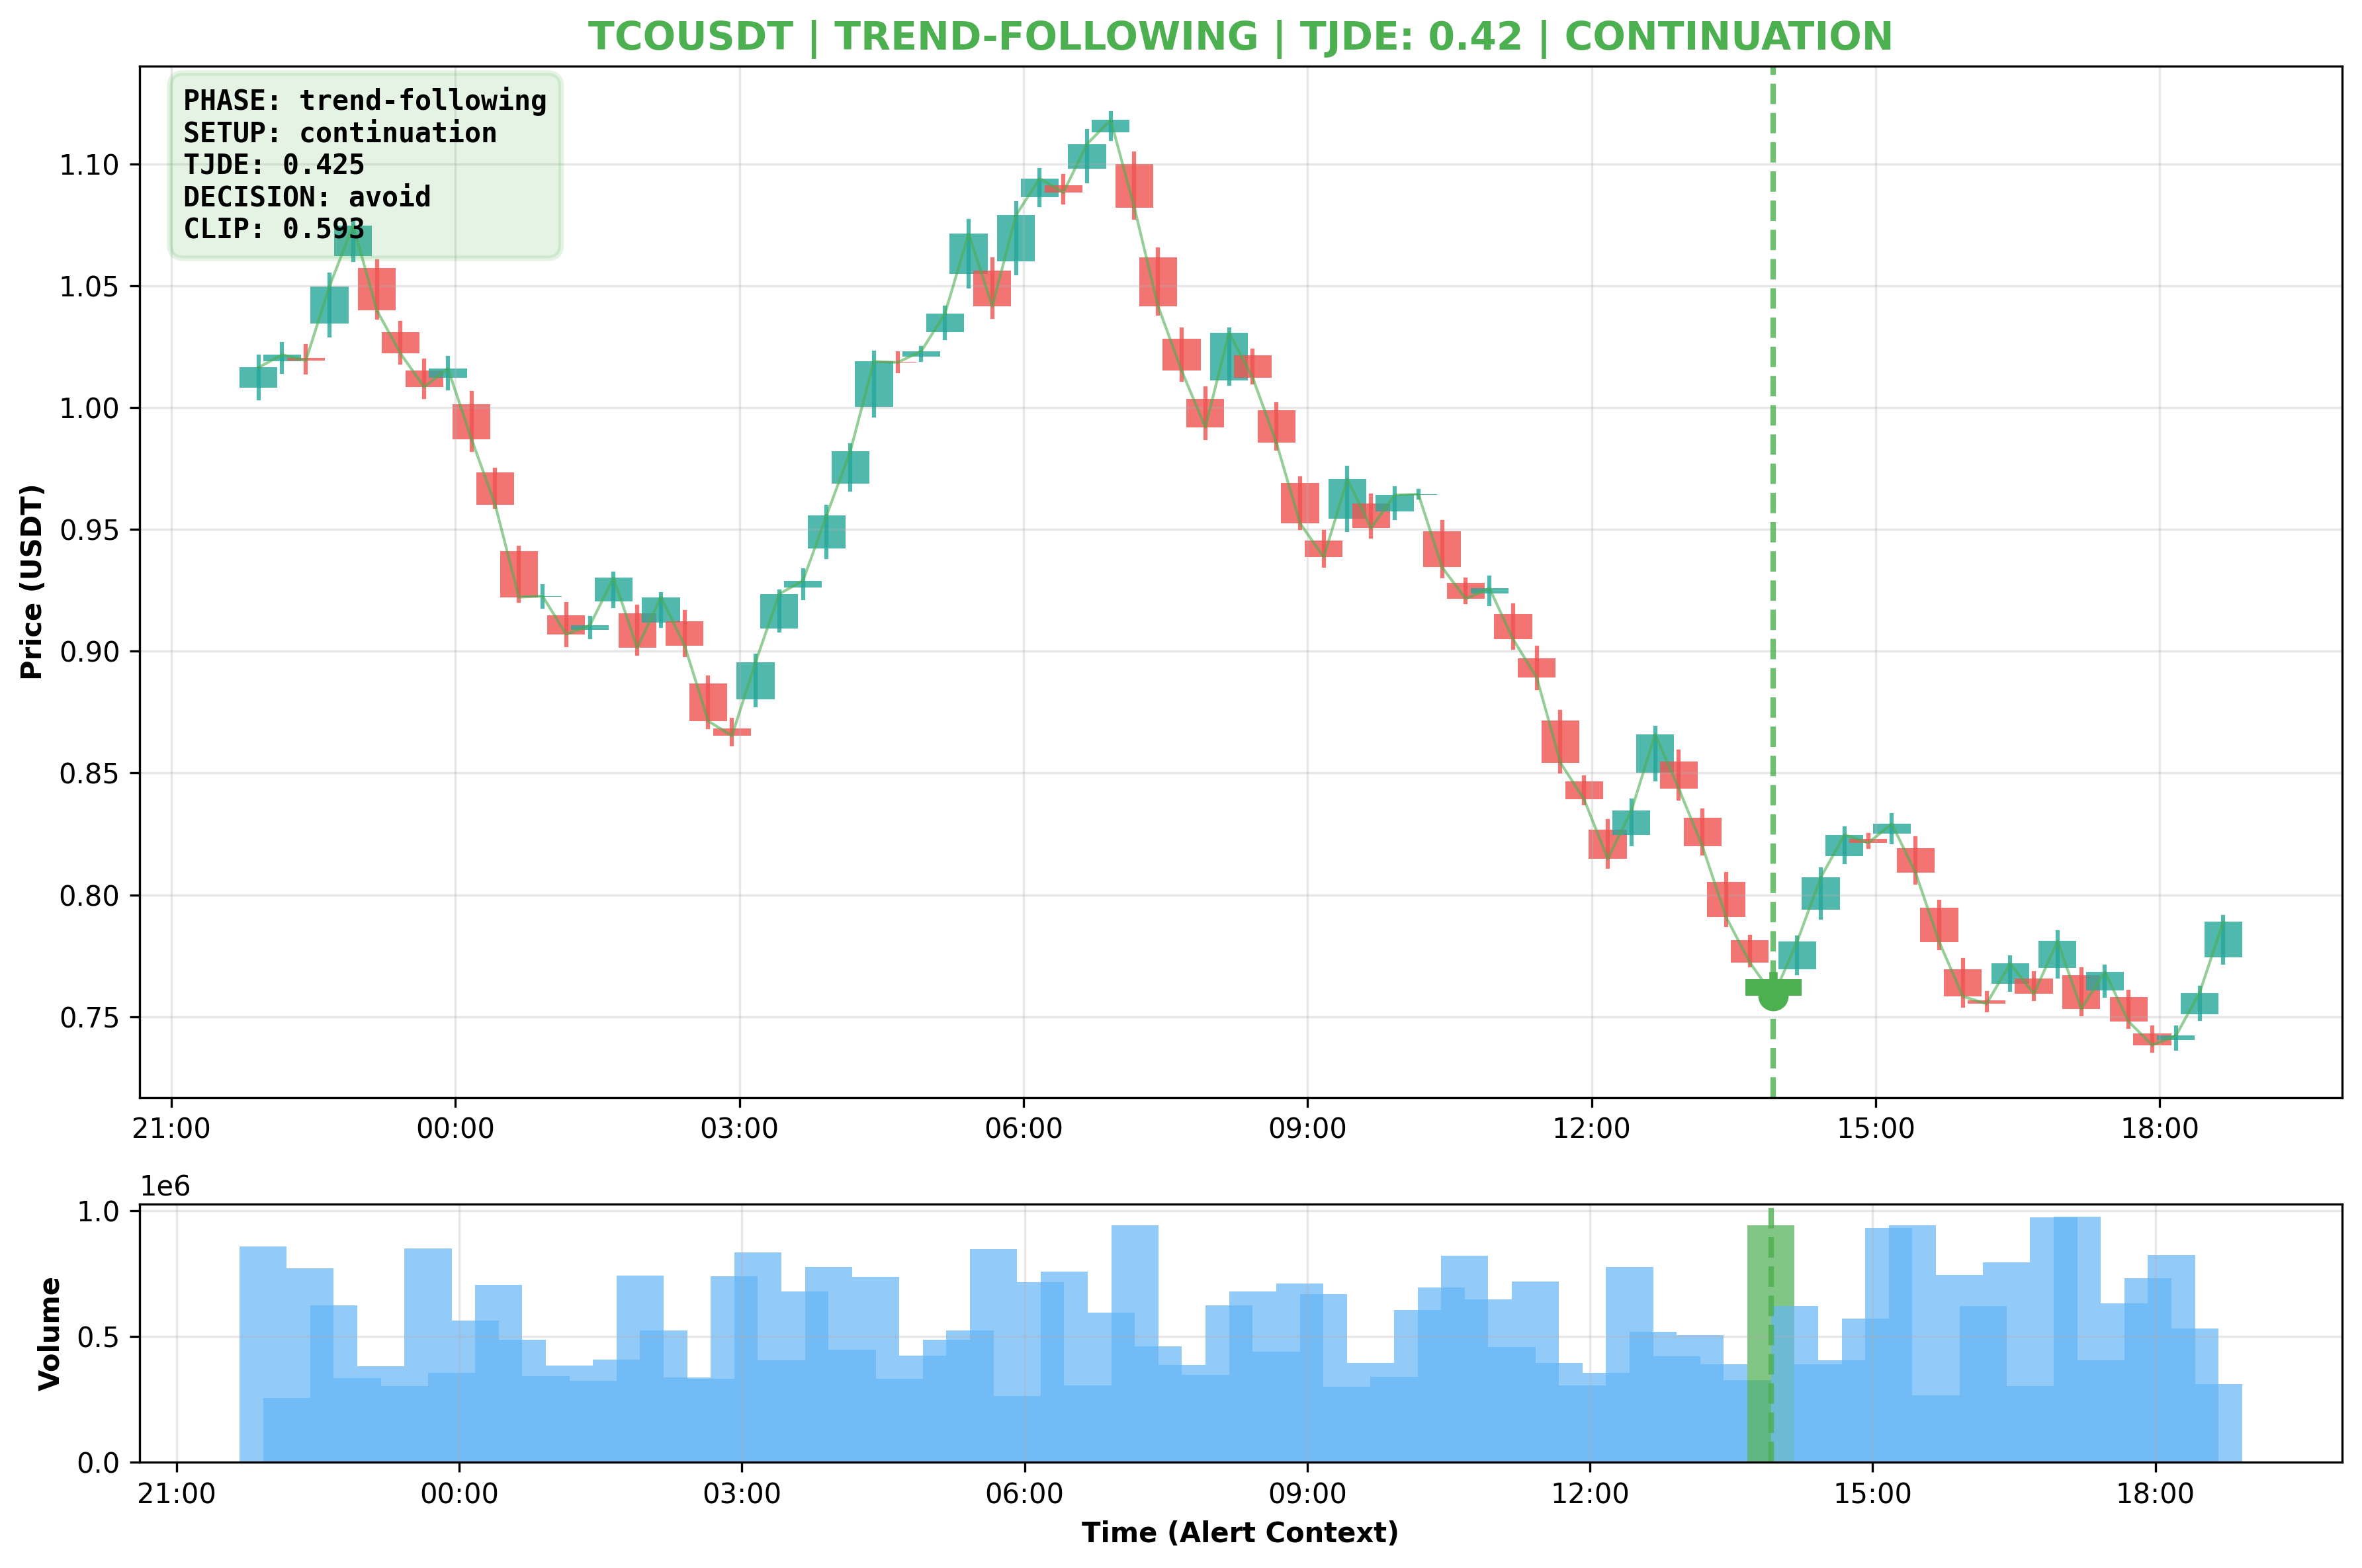 TCOUSDT | TREND-FOLLOWING | TJDE: 0.42 | CONTINUATION
PHASE: trend-following
SETUP: continuation
TJDE: 0.425
DECISION: avoid
CLIP: 0.593
Price (USDT)
1.10
1.05
1.00
0.95
0.90
0.85
0.80
0.75
21:00 00:00 03:00 06:00 09:00 12:00 15:00 18:00
1e6
Volume
1.0
0.5
0.0
21:00 00:00 03:00 06:00 09:00 12:00 15:00 18:00
Time (Alert Context)